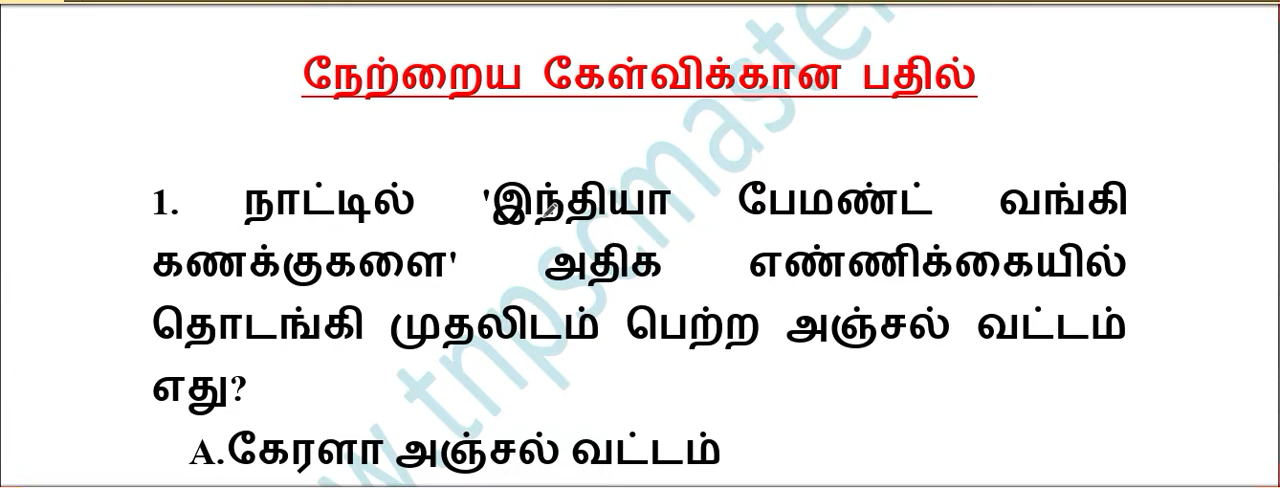 நேற்றைய கேள்விக்கான பதில்
1. நாட்டில் 'இந்தியா பேமண்ட் வங்கி
கணக்குகளை' அதிக எண்ணிக்கையில்
தொடங்கி முதலிடம் பெற்ற அஞ்சல் வட்டம்
எது?
A.கேரளா அஞ்சல் வட்டம்
w.tnpscmaster